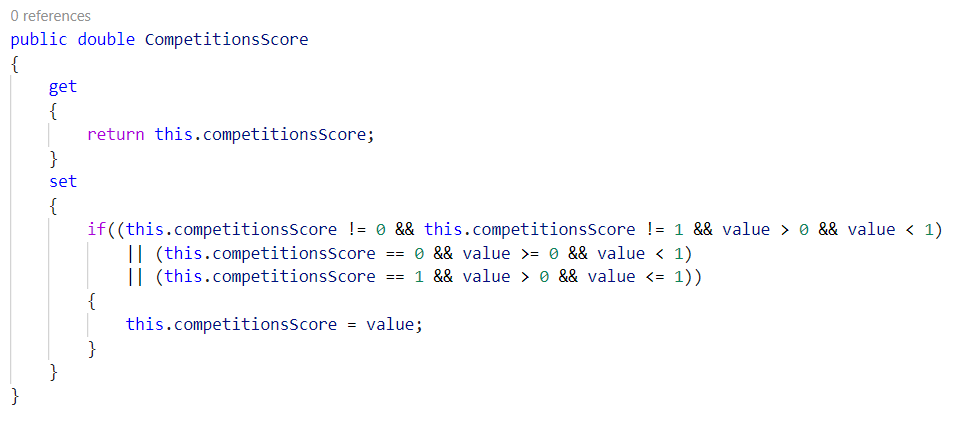 0 references
public double CompetitionsScore
{
    get
    {
        return this.competitionsScore;
    }
    set
    {
        if((this.competitionsScore != 0 && this.competitionsScore != 1 && value > 0 && value < 1)
            || (this.competitionsScore == 0 && value >= 0 && value < 1)
            || (this.competitionsScore == 1 && value > 0 && value <= 1))
        {
            this.competitionsScore = value;
        }
    }
}